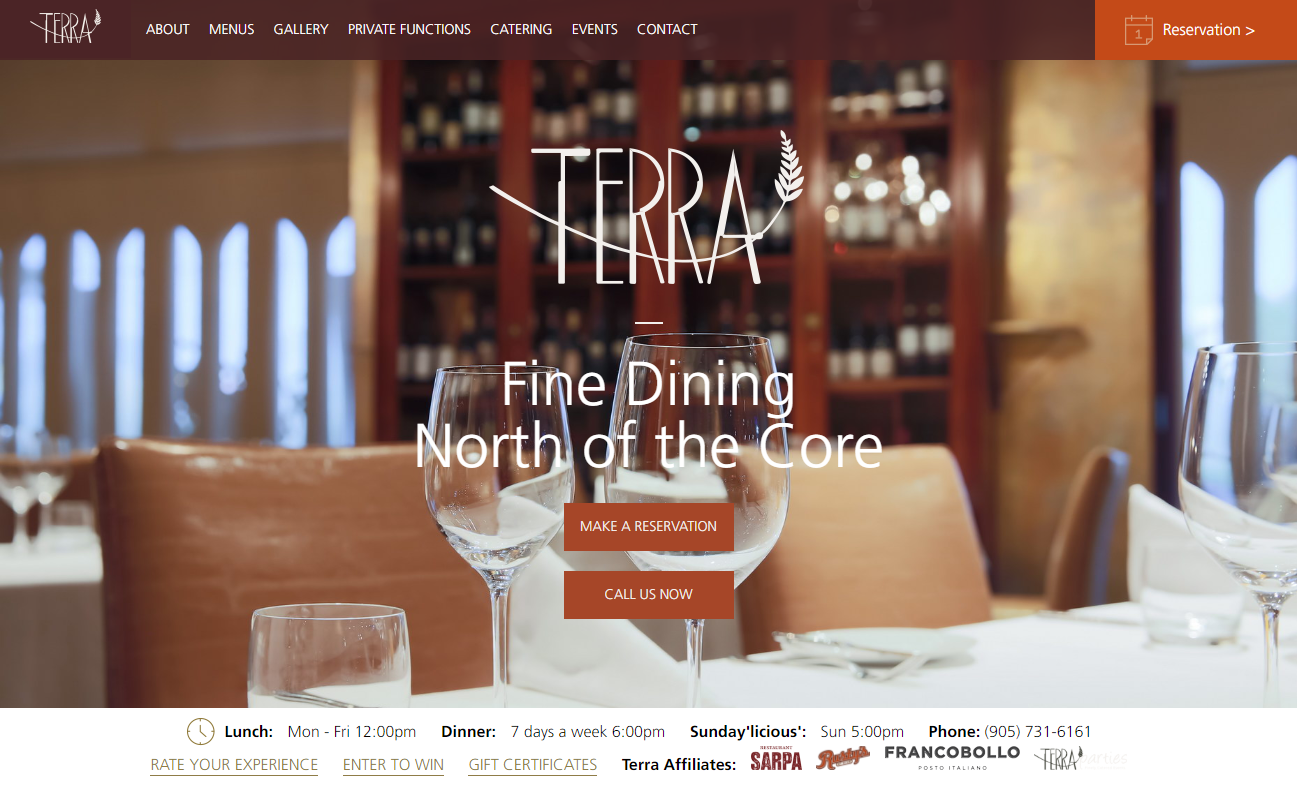 TERRA
ABOUT MENUS GALLERY PRIVATE FUNCTIONS CATERING EVENTS CONTACT
1 Reservation >
TERRA
Fine Dining
North of the Core
MAKE A RESERVATION
CALL US NOW
Lunch: Mon - Fri 12:00pm Dinner: 7 days a week 6:00pm Sunday'licious': Sun 5:00pm Phone: (905) 731-6161
RATE YOUR EXPERIENCE ENTER TO WIN GIFT CERTIFICATES Terra Affiliates:
RESTAURANT
SARPA
Rusty's
FRANCOBOLLO
POSTO ITALIANO
TERRA parties